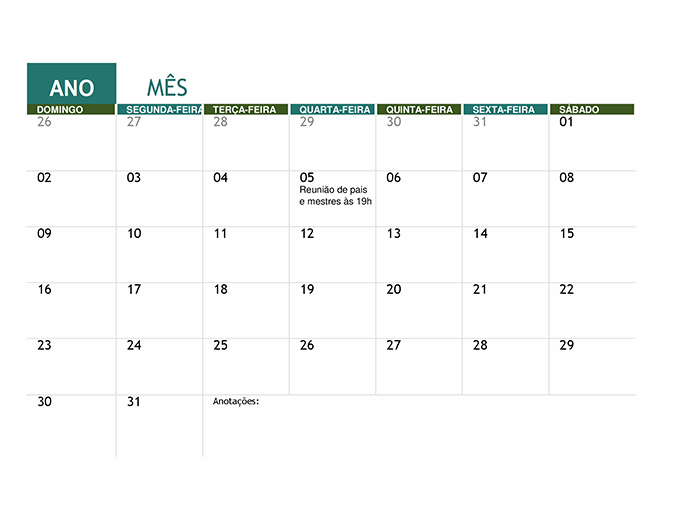 ANO MÊS
DOMINGO SEGUNDA-FEIRA TERÇA-FEIRA QUARTA-FEIRA QUINTA-FEIRA SEXTA-FEIRA SÁBADO
26 27 28 29 30 31 01
02 03 04 05 06 07 08
Reunião de pais
e mestres às 19h
09 10 11 12 13 14 15
16 17 18 19 20 21 22
23 24 25 26 27 28 29
30 31 Anotações: